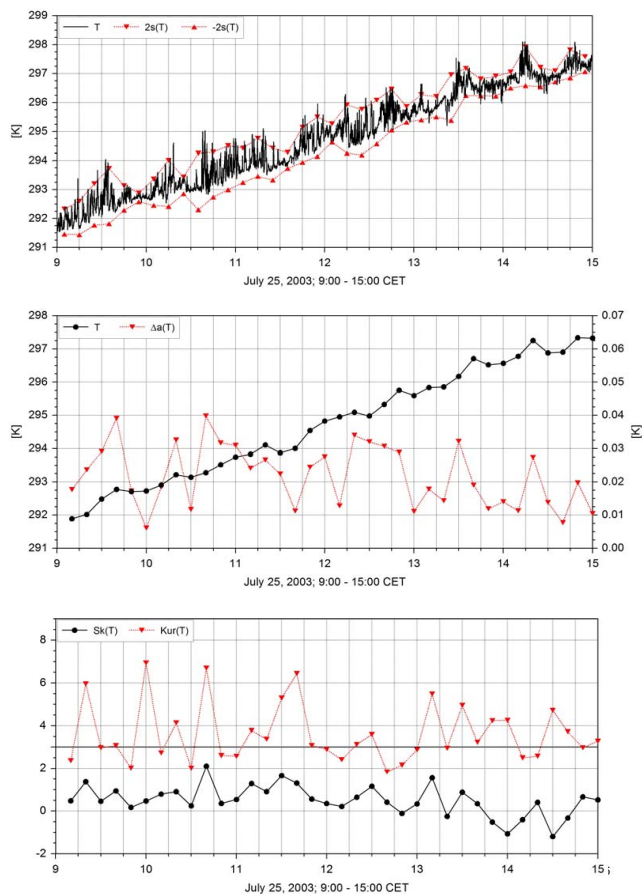 T 2s(T) -2s(T)
299
298
297
296
295
294
293
292
291
[K]
9 10 11 12 13 14 15
July 25, 2003; 9:00 - 15:00 CET
T Δa(T)
298
297
296
295
294
293
292
291
[K]
0.07
0.06
0.05
0.04
0.03
0.02
0.01
0.00
[K]
9 10 11 12 13 14 15
July 25, 2003; 9:00 - 15:00 CET
Sk(T) Kur(T)
8
6
4
2
0
-2
9 10 11 12 13 14 15
July 25, 2003; 9:00 - 15:00 CET